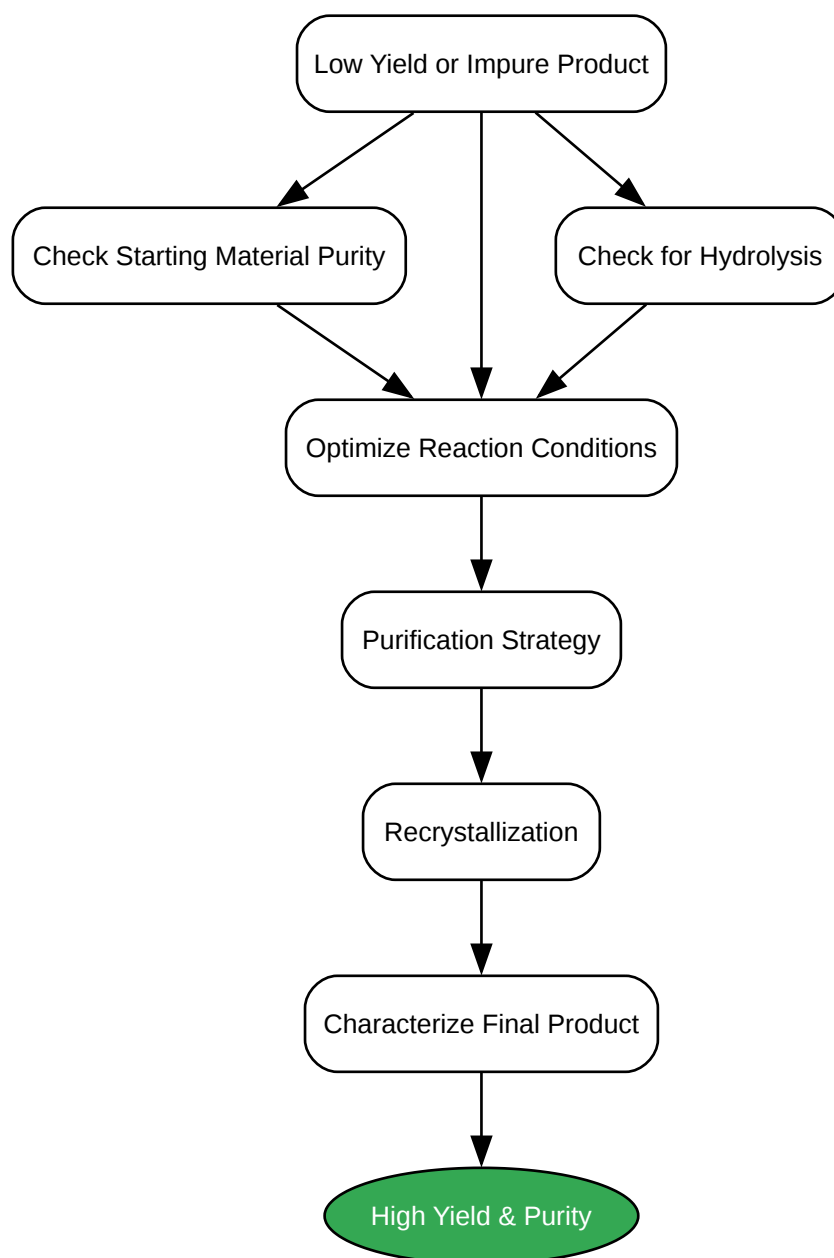 Low Yield or Impure Product
Check Starting Material Purity
Check for Hydrolysis
Optimize Reaction Conditions
Purification Strategy
Recrystallization
Characterize Final Product
High Yield & Purity